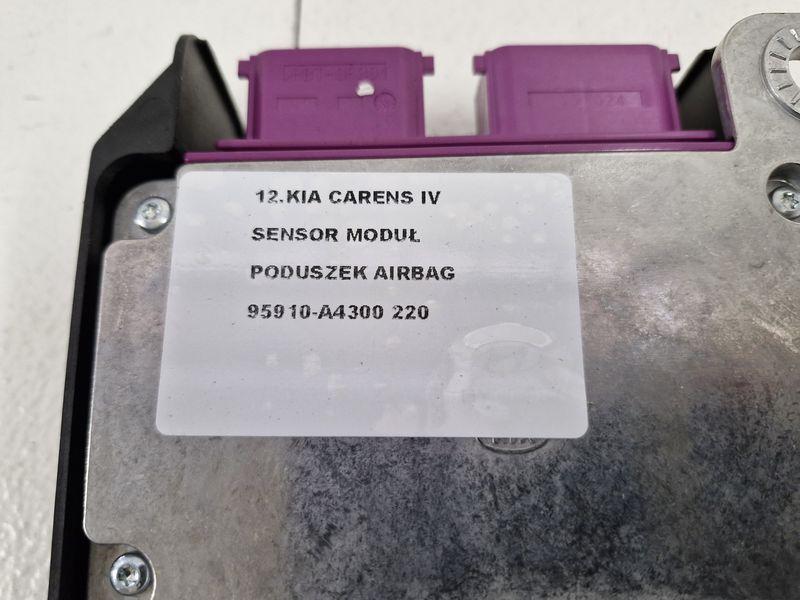 12.KIA CARENS IV
SENSOR MODUŁ
PODUSZEK AIRBAG
95910-A4300 220